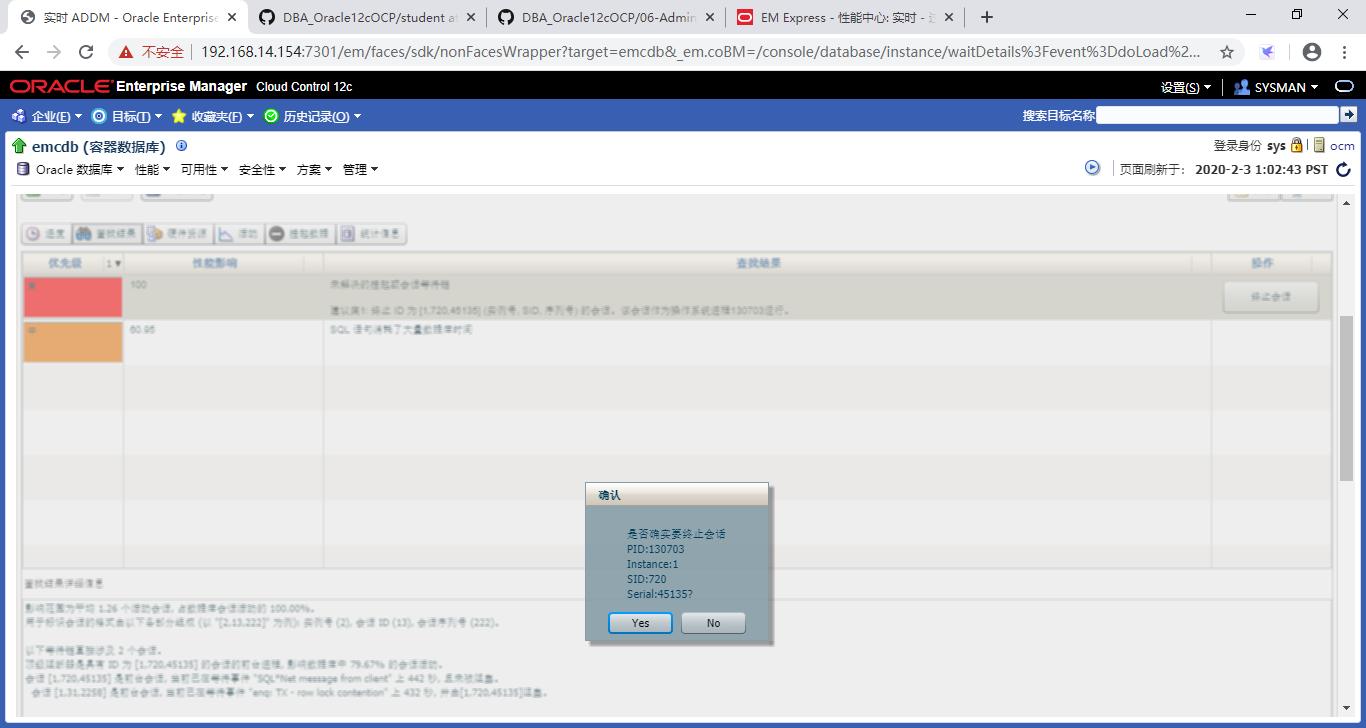 实时 ADDM - Oracle Enterprise
DBA_Oracle12cOCP/student at
DBA_Oracle12cOCP/06-Admin
EM Express - 性能中心: 实时 -
不安全
192.168.14.154:7301/em/faces/sdk/nonFacesWrapper?target=emcdb&_em.coBM=/console/database/instance/waitDetails%3Fevent%3DdoLoad%2...
ORACLE Enterprise Manager Cloud Control 12c
设置(S)
SYSMAN
企业(E)
目标(T)
收藏夹(F)
历史记录(O)
搜索目标名称
emcdb (容器数据库)
登录身份 sys
ocm
Oracle 数据库
性能
可用性
安全性
方案
管理
页面刷新于: 2020-2-3 1:02:43 PST
进度
查找结果
硬件资源
活动
挂起数据
统计信息
优先级
1
性能影响
查找结果
操作
高
100
未解决的挂起或会话等待链
建议案1: 终止 ID 为 [1,720,45135] (实例号, SID, 序列号) 的会话。该会话作为操作系统进程130703运行。
终止会话
中
60.95
SQL 语句消耗了大量数据库时间
确认
是否确实要终止会话
PID:130703
Instance:1
SID:720
Serial:45135?
Yes
No
查找结果详细信息
影响范围为平均 1.26 个活动会话, 占数据库会话活动的 100.00%。
用于标识会话的格式由以下各部分组成 (以 "[2,13,222]" 为例): 实例号 (2), 会话 ID (13), 会话序列号 (222)。
以下等待链直接涉及 2 个会话。
顶级阻断器是具有 ID 为 [1,720,45135] 的会话的前台进程, 影响数据库中 79.67% 的会话活动。
会话 [1,720,45135] 是前台会话, 当前已在等待事件 "SQL*Net message from client" 上 442 秒, 且未被阻塞。
会话 [1,31,2258] 是前台会话, 当前已在等待事件 "enq: TX - row lock contention" 上 432 秒, 并由[1,720,45135]阻塞。